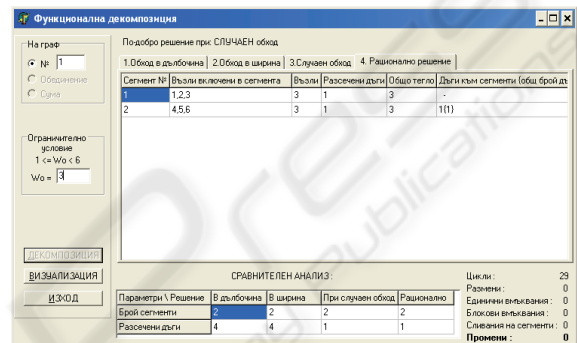 Функционална декомпозиция
На граф
№ 1
Обединение
Сума
Ограничително
условие
1 <= Wo < 6
Wo = 3
ДЕКОМПОЗИЦИЯ
ВИЗУАЛИЗАЦИЯ
ИЗХОД
По-добро решение при: СЛУЧАЕН обход
1.Обход в дълбочина 2.Обход в ширина 3.Случаен обход 4. Рационално решение
Сегмент № Възли включени в сегмента Възли Разсечени дъги Общо тегло Дъги към сегменти (общ брой дъ
1 1,2,3 3 1 3 -
2 4,5,6 3 1 3 1(1)
СРАВНИТЕЛЕН АНАЛИЗ :
Параметри \ Решение В дълбочина В ширина При случаен обход Рационално
Брой сегменти 2 2 2 2
Разсечени дъги 4 4 1 1
Цикли : 29
Размени : 0
Единични вмъквания : 0
Блокови вмъквания : 0
Сливания на сегменти : 0
Промени : 0